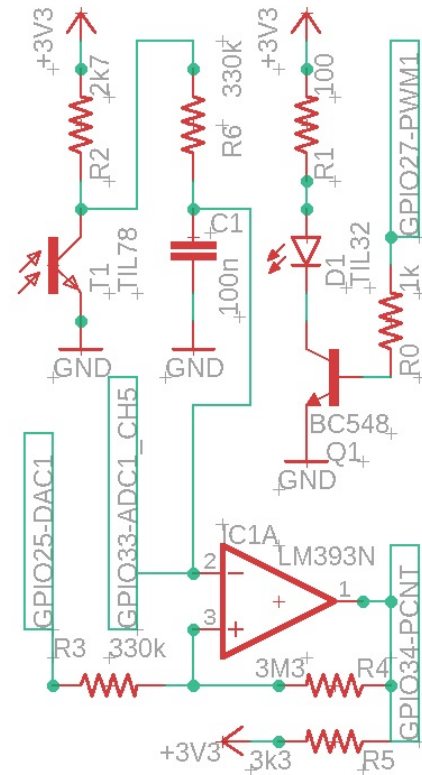 +3V3
2k7
R2
T1
TIL78
GND
330k
R6
C1
100n
GND
+3V3
100
R1
D1
TIL32
GPIO27-PWM1
1k
R0
BC548
Q1
GND
GPIO25-DAC1
GPIO33-ADC1_CH5
IC1A
LM393N
2
3
1
R3
330k
3M3
R4
GPIO34-PCNT
+3V3
3k3
R5